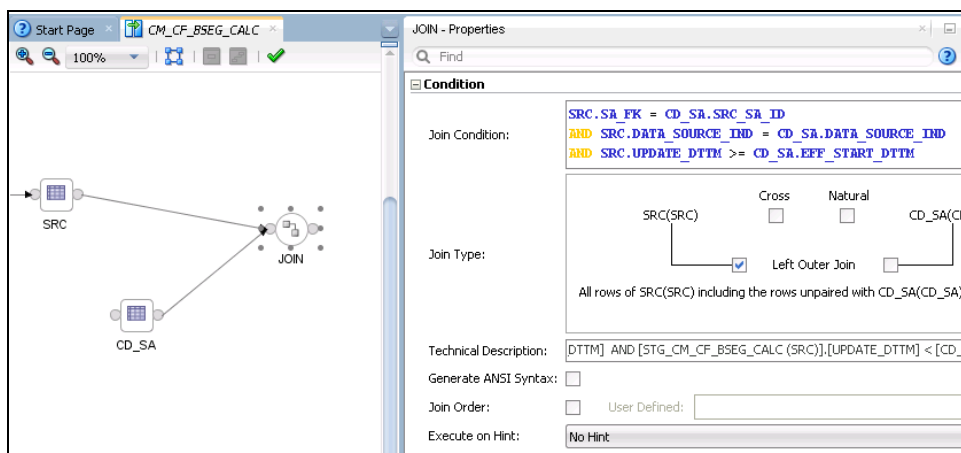 Start Page
CM_CF_BSEG_CALC
100%
SRC
CD_SA
JOIN
JOIN - Properties
Find
Condition
Join Condition:
SRC.SA_FK = CD_SA.SRC_SA_ID
AND SRC.DATA_SOURCE_IND = CD_SA.DATA_SOURCE_IND
AND SRC.UPDATE_DTTM >= CD_SA.EFF_START_DTTM
Join Type:
Cross Natural
SRC(SRC) CD_SA(C
Left Outer Join
All rows of SRC(SRC) including the rows unpaired with CD_SA(CD_SA)
Technical Description: DTTM] AND [STG_CM_CF_BSEG_CALC (SRC)].[UPDATE_DTTM] < [CD_
Generate ANSI Syntax:
Join Order: User Defined:
Execute on Hint: No Hint